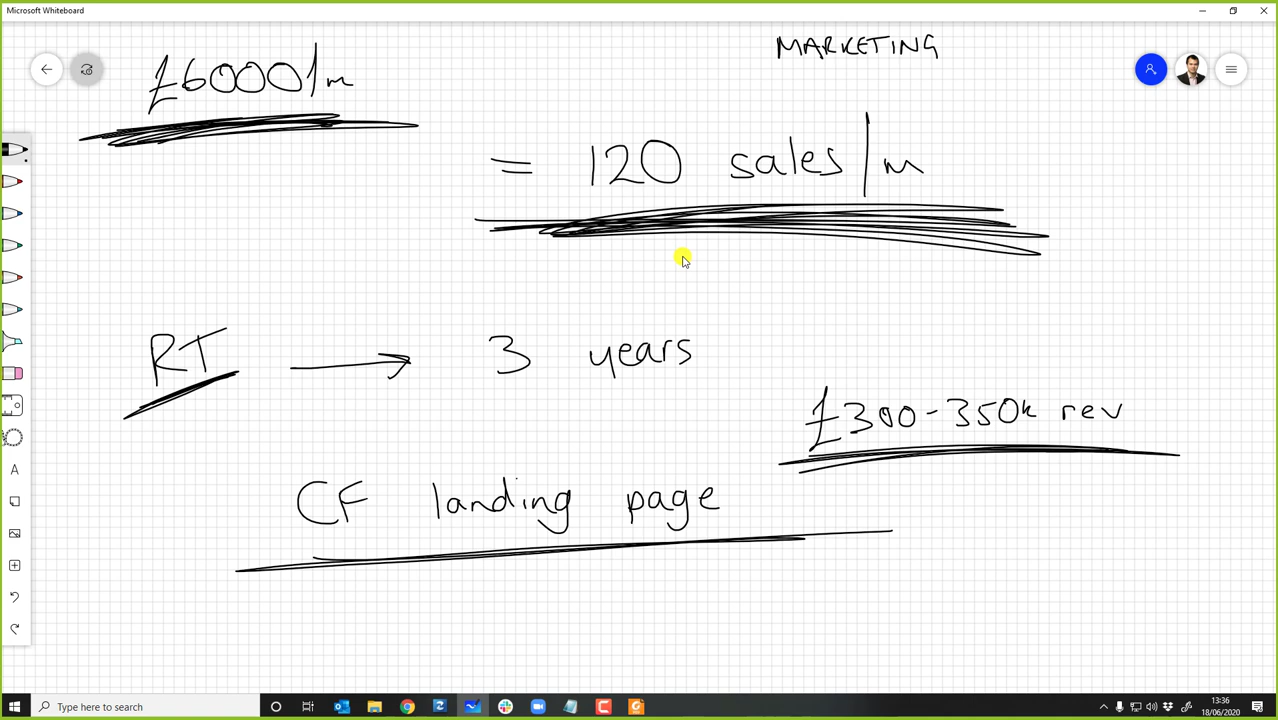 Microsoft Whiteboard
MARKETING
£6000/m
= 120 sales/m
RT → 3 years
£300-350k rev
CF landing page
A
Type here to search
13:36
18/06/2020